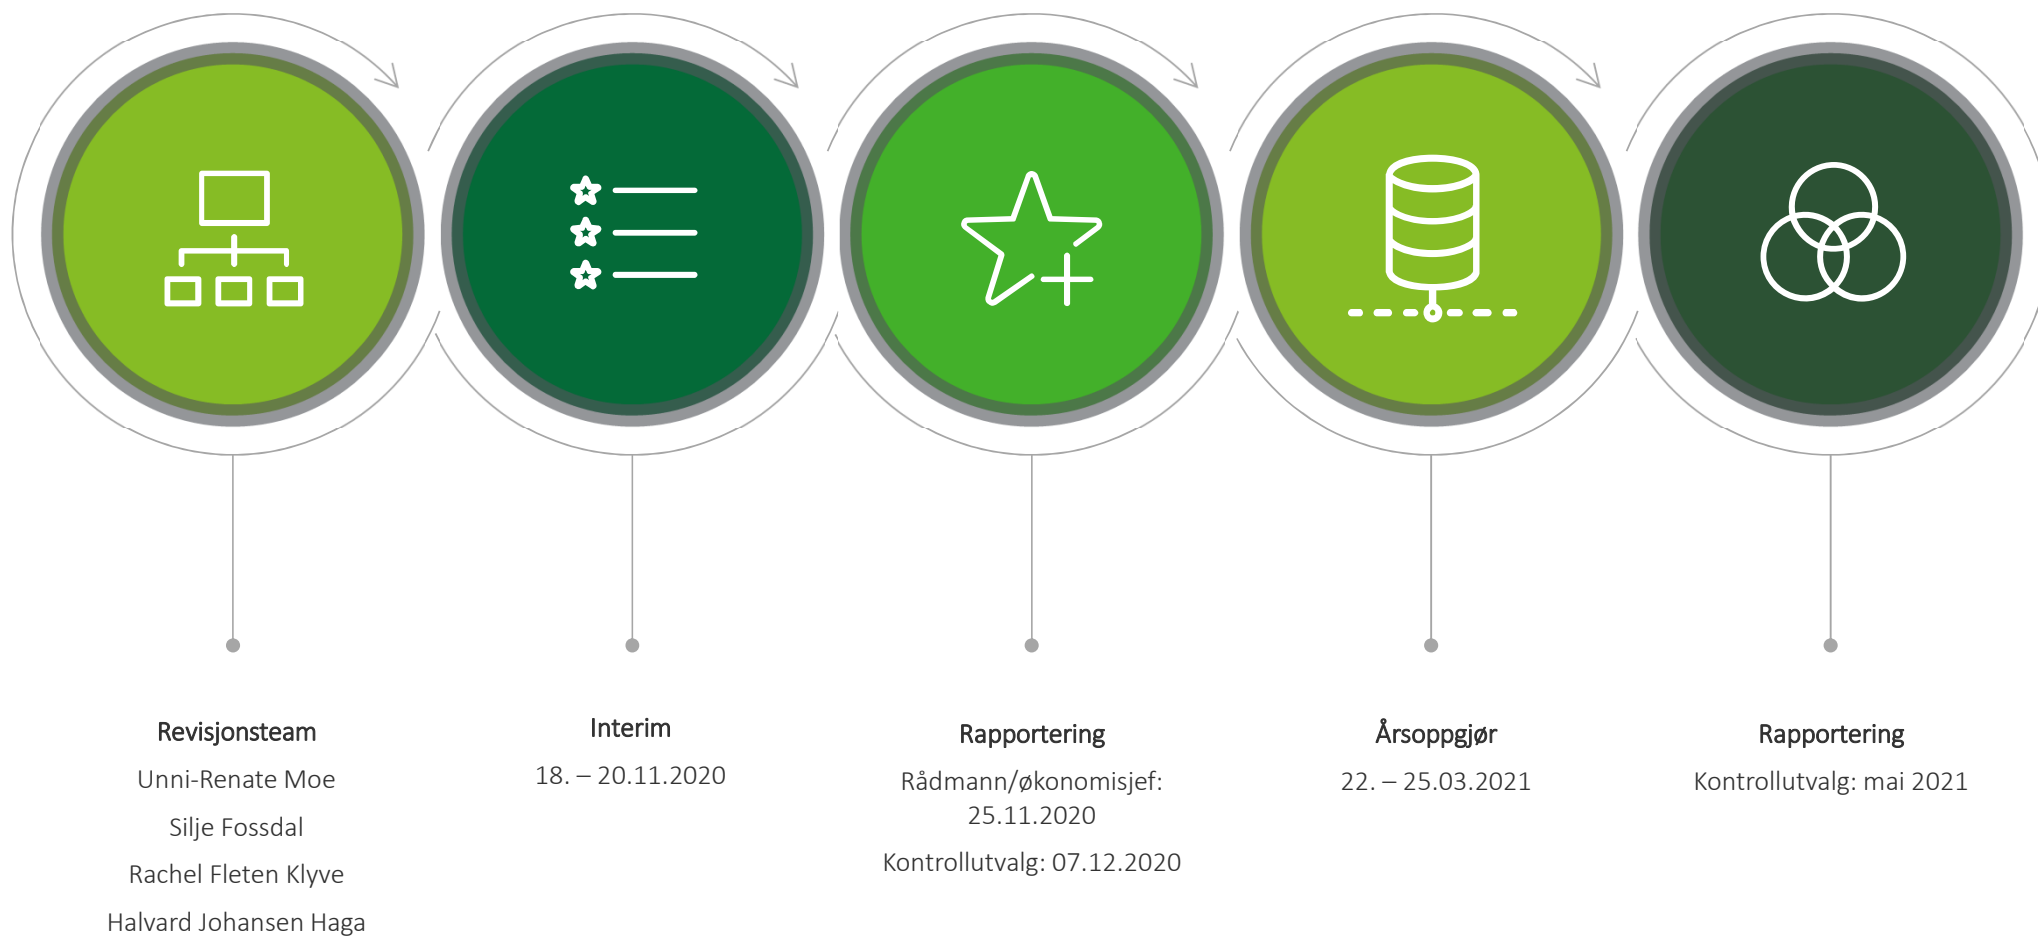 Revisjonsteam
Unni-Renate Moe
Silje Fossdal
Rachel Fleten Klyve
Halvard Johansen Haga
Interim
18. – 20.11.2020
Rapportering
Rådmann/økonomisjef:
25.11.2020
Kontrollutvalg: 07.12.2020
Årsoppgjør
22. – 25.03.2021
Rapportering
Kontrollutvalg: mai 2021